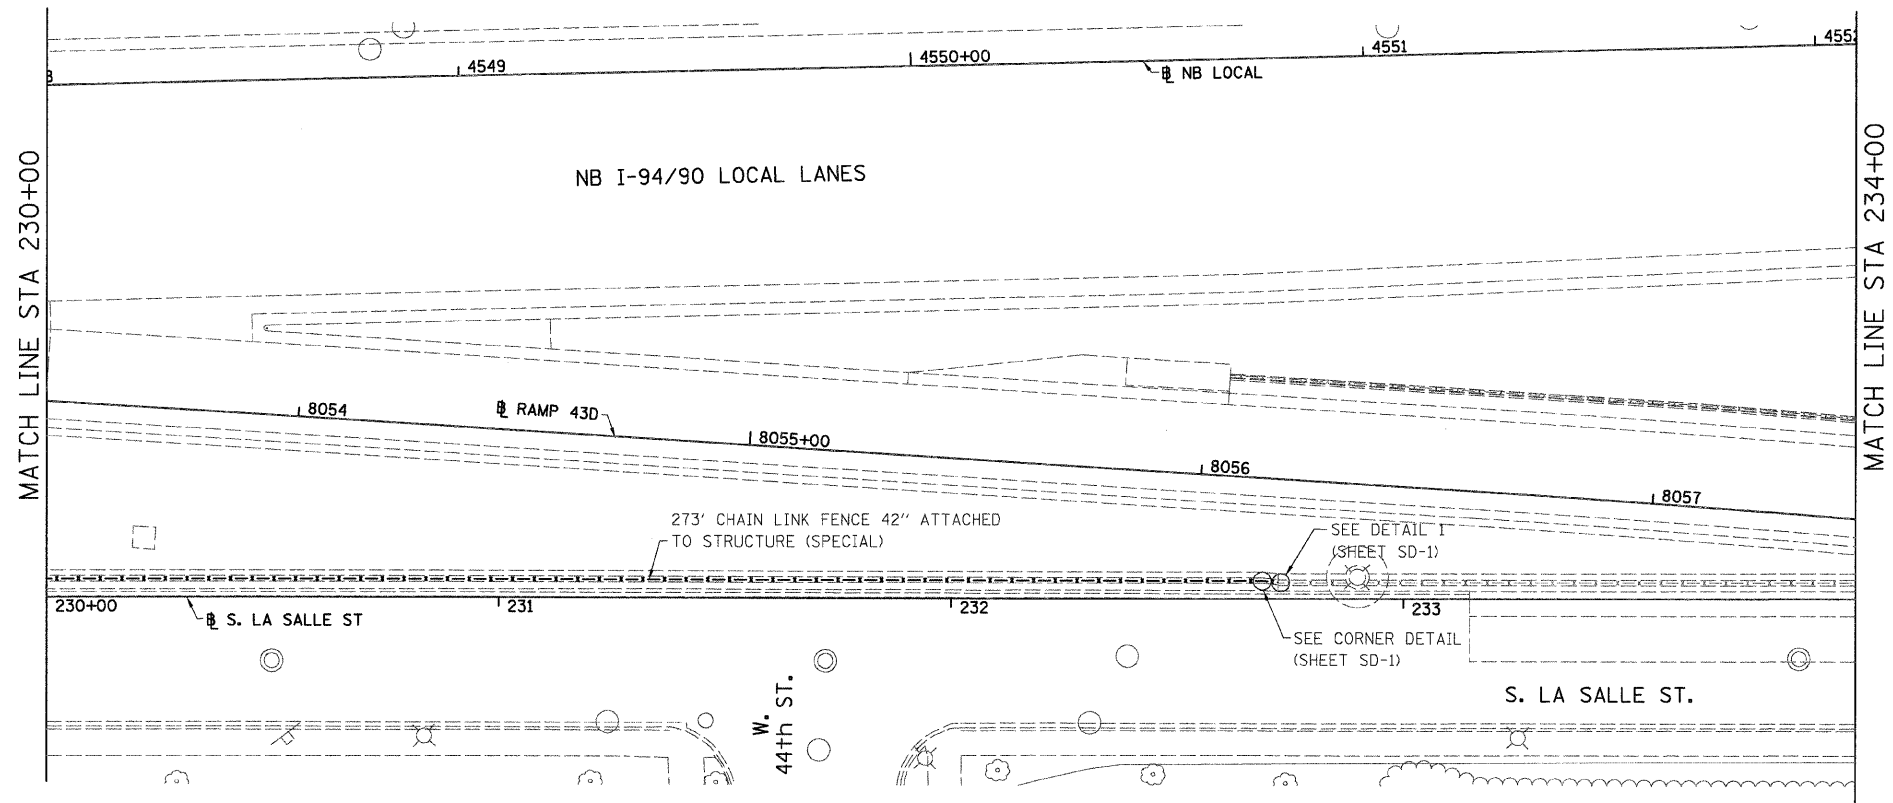 4549
4550+00
4551
4552
℄ NB LOCAL
NB I-94/90 LOCAL LANES
MATCH LINE STA 230+00
MATCH LINE STA 234+00
8054
℄ RAMP 43D
8055+00
8056
8057
273' CHAIN LINK FENCE 42" ATTACHED
TO STRUCTURE (SPECIAL)
SEE DETAIL 1
(SHEET SD-1)
230+00
231
232
233
℄ S. LA SALLE ST
SEE CORNER DETAIL
(SHEET SD-1)
S. LA SALLE ST.
W.
44th ST.